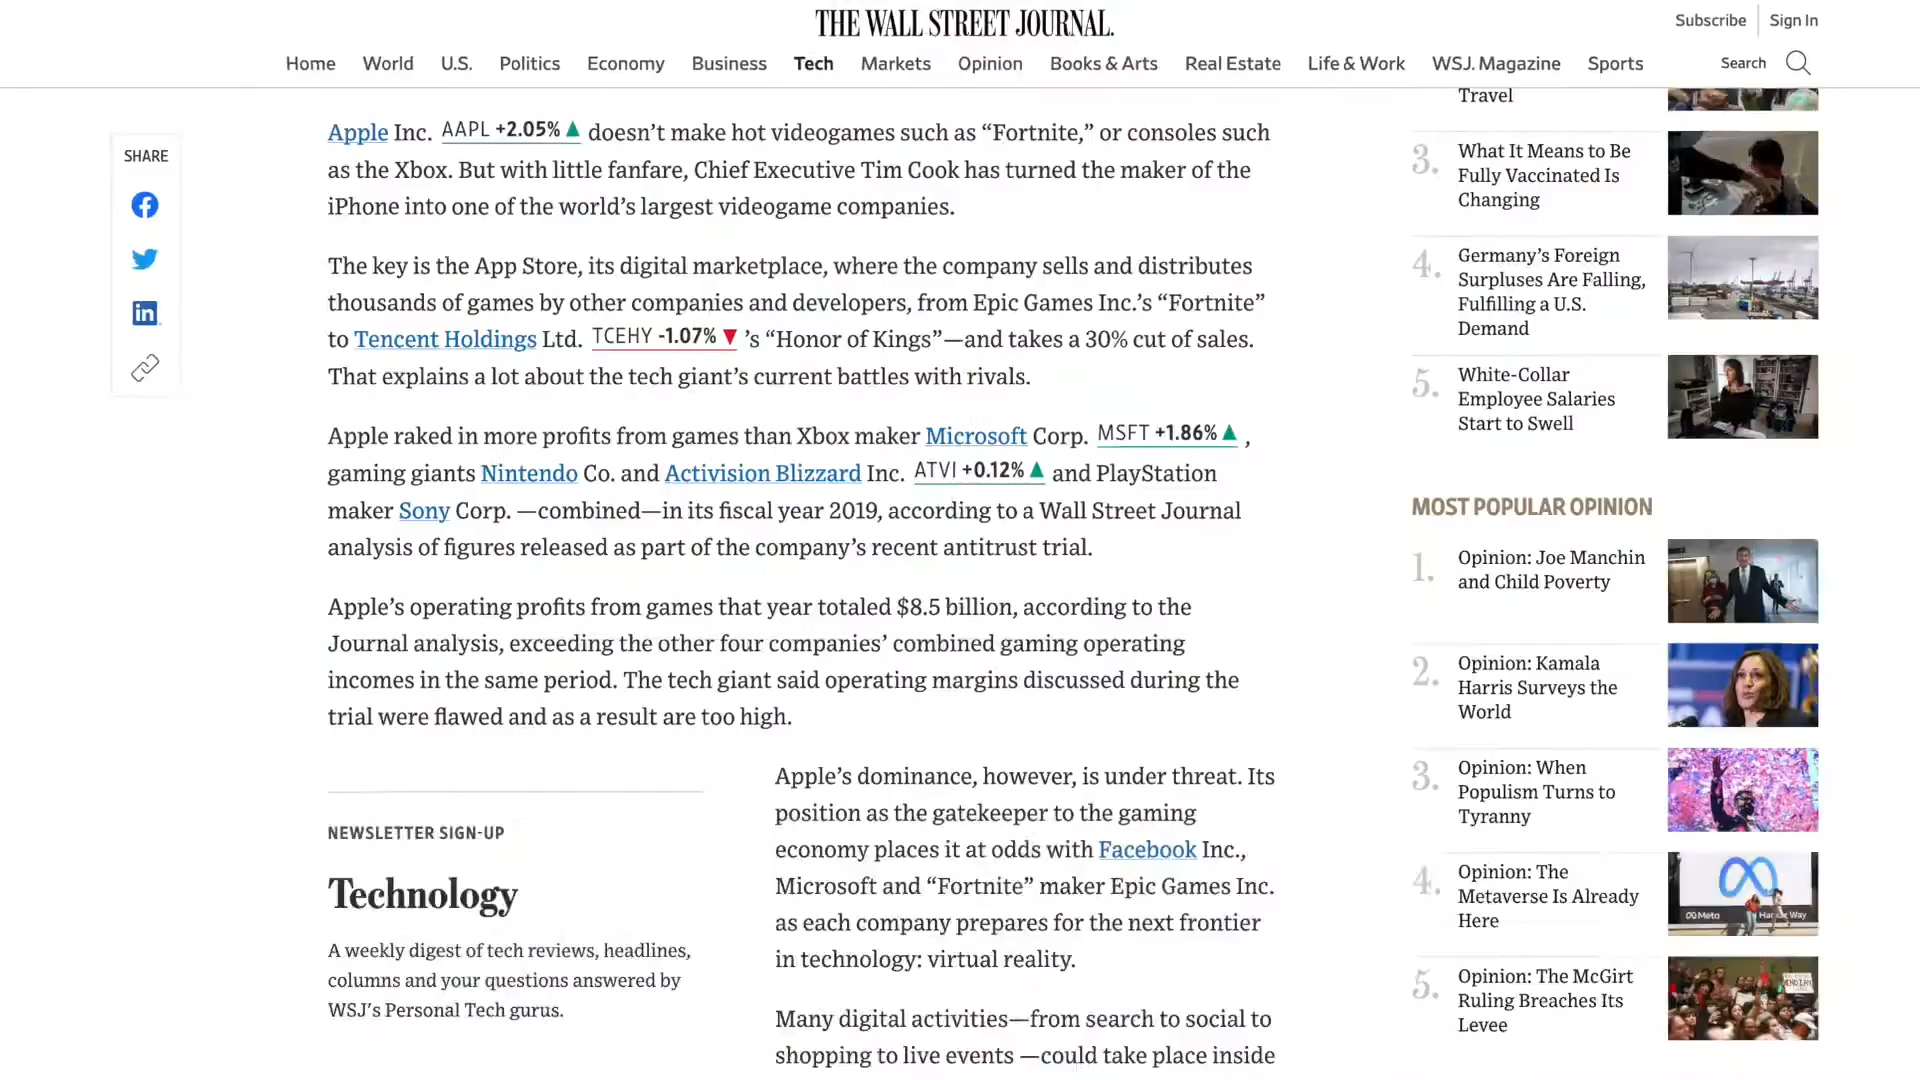 THE WALL STREET JOURNAL.
Subscribe
Sign In
Home World U.S. Politics Economy Business Tech Markets Opinion Books & Arts Real Estate Life & Work WSJ. Magazine Sports
Search
SHARE
Apple Inc. AAPL +2.05% ▲ doesn’t make hot videogames such as “Fortnite,” or consoles such
as the Xbox. But with little fanfare, Chief Executive Tim Cook has turned the maker of the
iPhone into one of the world’s largest videogame companies.
The key is the App Store, its digital marketplace, where the company sells and distributes
thousands of games by other companies and developers, from Epic Games Inc.’s “Fortnite”
to Tencent Holdings Ltd. TCEHY -1.07% ▼ ’s “Honor of Kings”—and takes a 30% cut of sales.
That explains a lot about the tech giant’s current battles with rivals.
Apple raked in more profits from games than Xbox maker Microsoft Corp. MSFT +1.86% ▲ ,
gaming giants Nintendo Co. and Activision Blizzard Inc. ATVI +0.12% ▲ and PlayStation
maker Sony Corp. —combined—in its fiscal year 2019, according to a Wall Street Journal
analysis of figures released as part of the company’s recent antitrust trial.
Apple’s operating profits from games that year totaled $8.5 billion, according to the
Journal analysis, exceeding the other four companies’ combined gaming operating
incomes in the same period. The tech giant said operating margins discussed during the
trial were flawed and as a result are too high.
NEWSLETTER SIGN-UP
Technology
A weekly digest of tech reviews, headlines,
columns and your questions answered by
WSJ’s Personal Tech gurus.
Apple’s dominance, however, is under threat. Its
position as the gatekeeper to the gaming
economy places it at odds with Facebook Inc.,
Microsoft and “Fortnite” maker Epic Games Inc.
as each company prepares for the next frontier
in technology: virtual reality.
Many digital activities—from search to social to
shopping to live events —could take place inside
Travel
3. What It Means to Be
Fully Vaccinated Is
Changing
4. Germany’s Foreign
Surpluses Are Falling,
Fulfilling a U.S.
Demand
5. White-Collar
Employee Salaries
Start to Swell
MOST POPULAR OPINION
1. Opinion: Joe Manchin
and Child Poverty
2. Opinion: Kamala
Harris Surveys the
World
3. Opinion: When
Populism Turns to
Tyranny
4. Opinion: The
Metaverse Is Already
Here
Meta
Way
5. Opinion: The McGirt
Ruling Breaches Its
Levee